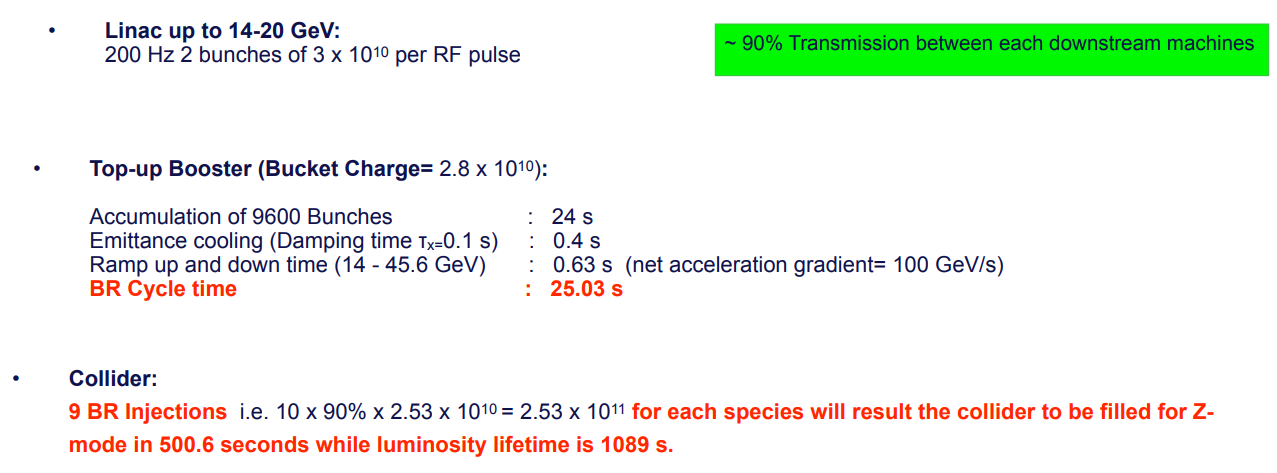 • Linac up to 14-20 GeV:
200 Hz 2 bunches of 3 x 10¹⁰ per RF pulse
~ 90% Transmission between each downstream machines
• Top-up Booster (Bucket Charge= 2.8 x 10¹⁰):
Accumulation of 9600 Bunches : 24 s
Emittance cooling (Damping time τx=0.1 s) : 0.4 s
Ramp up and down time (14 - 45.6 GeV) : 0.63 s (net acceleration gradient= 100 GeV/s)
BR Cycle time : 25.03 s
• Collider:
9 BR Injections i.e. 10 x 90% x 2.53 x 10¹⁰ = 2.53 x 10¹¹ for each species will result the collider to be filled for Z-
mode in 500.6 seconds while luminosity lifetime is 1089 s.